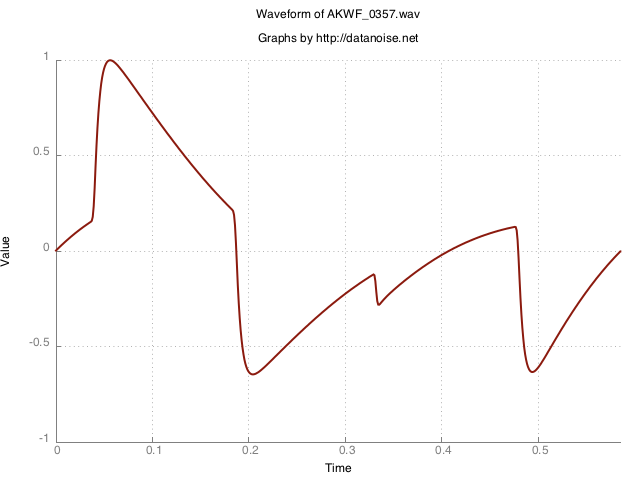 Waveform of AKWF_0357.wav
Graphs by http://datanoise.net
1
0.5
0
-0.5
-1
Value
0 0.1 0.2 0.3 0.4 0.5
Time